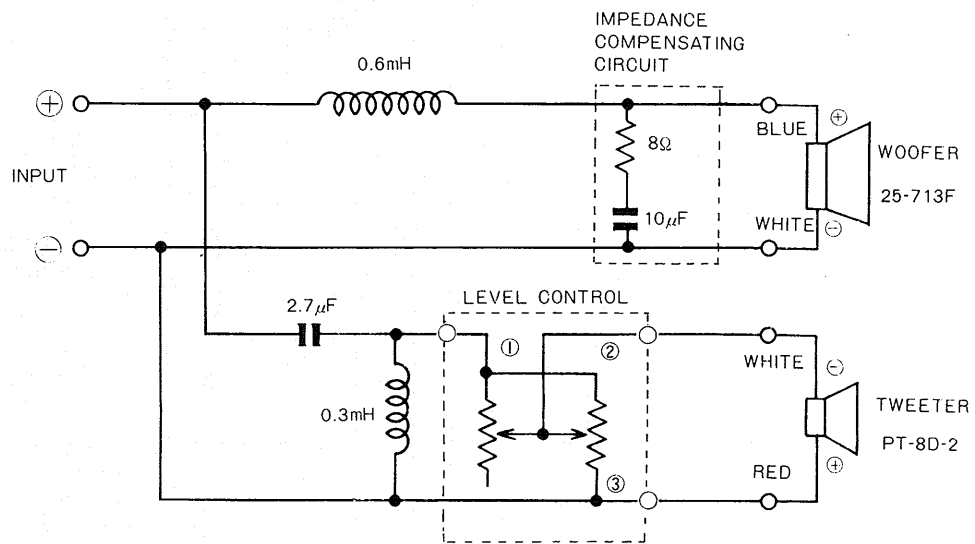 IMPEDANCE
COMPENSATING
CIRCUIT
0.6mH
⊕
BLUE
⊕
8Ω
INPUT
WOOFER
25-713F
10μF
WHITE
⊖
⊖
2.7μF
LEVEL CONTROL
①
②
WHITE
⊖
0.3mH
TWEETER
PT-8D-2
③
RED
⊕